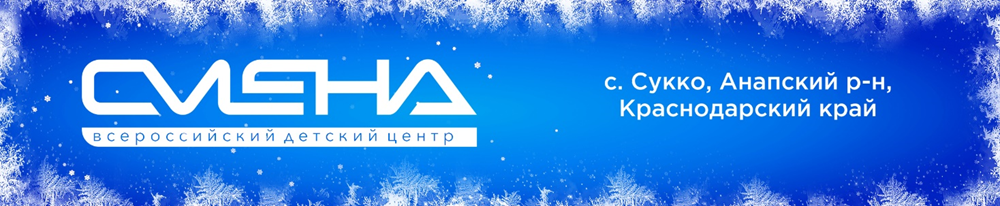 СМЕНА
всероссийский детский центр
с. Сукко, Анапский р-н,
Краснодарский край